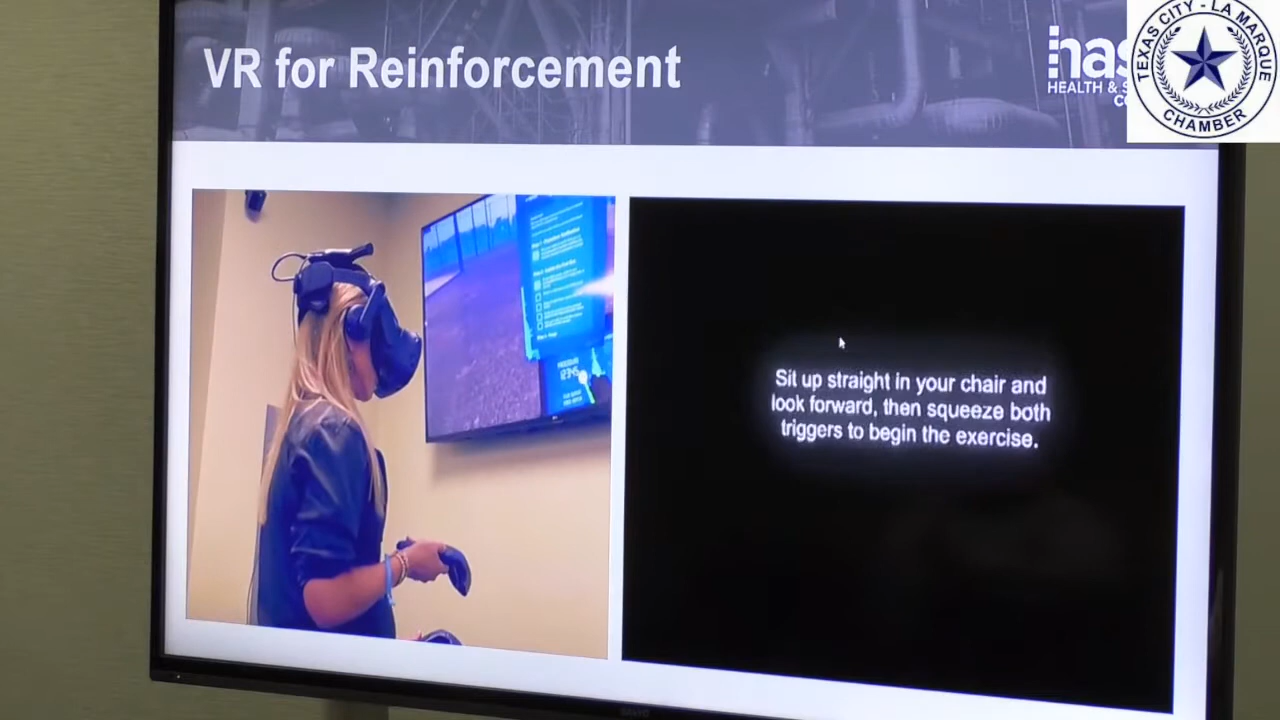 VR for Reinforcement
has
HEALTH & S
TEXAS CITY - LA MARQUE
CHAMBER
Sit up straight in your chair and
look forward, then squeeze both
triggers to begin the exercise.